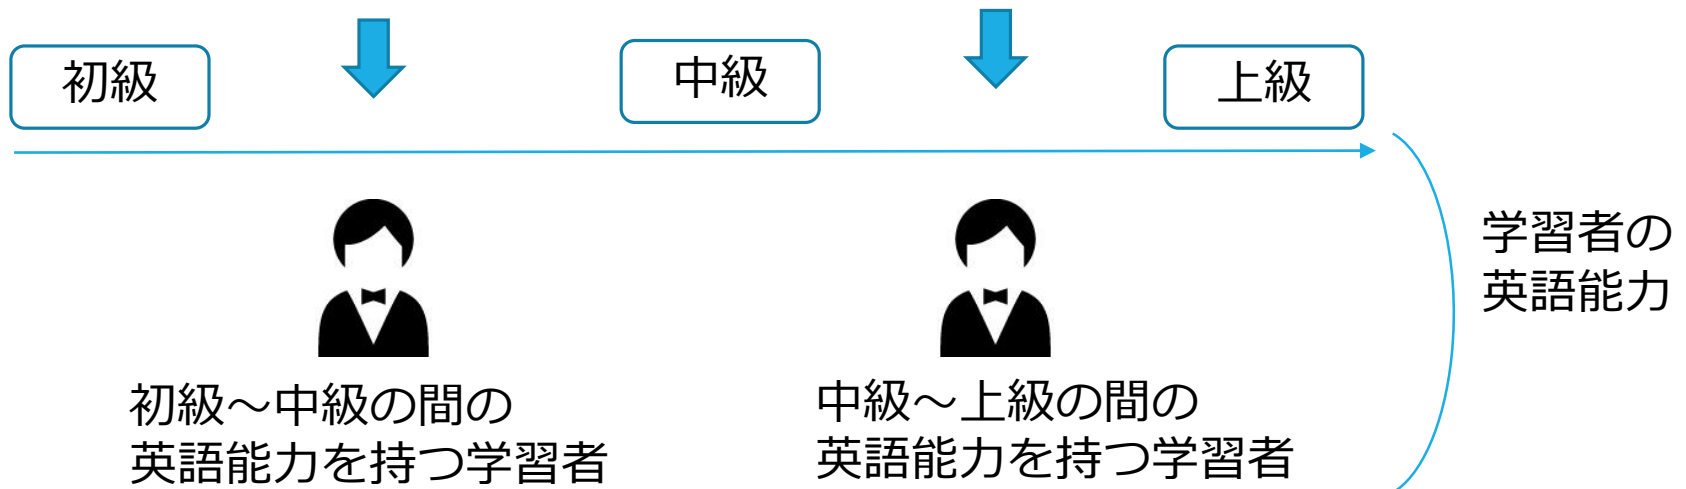 初級
中級
上級
学習者の
英語能力
初級～中級の間の
英語能力を持つ学習者
中級～上級の間の
英語能力を持つ学習者